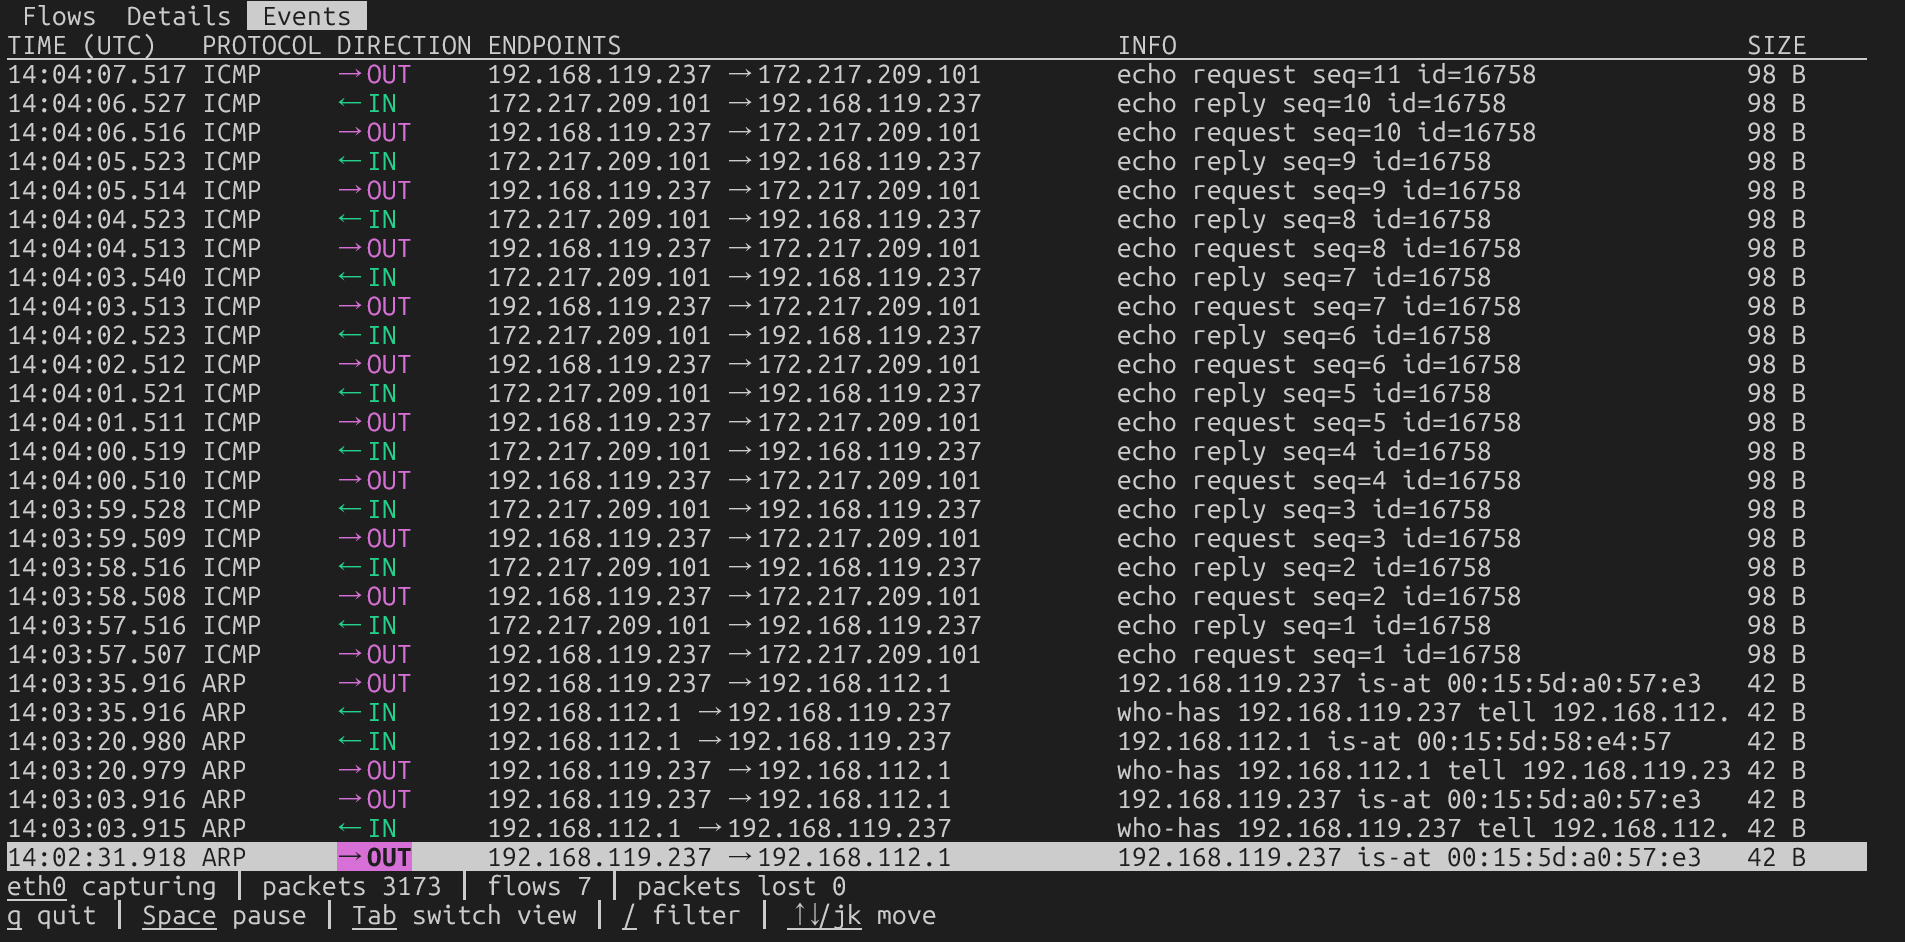 Flows Details Events
TIME (UTC) PROTOCOL DIRECTION ENDPOINTS INFO SIZE
14:04:07.517 ICMP →OUT 192.168.119.237 →172.217.209.101 echo request seq=11 id=16758 98 B
14:04:06.527 ICMP ←IN 172.217.209.101 →192.168.119.237 echo reply seq=10 id=16758 98 B
14:04:06.516 ICMP →OUT 192.168.119.237 →172.217.209.101 echo request seq=10 id=16758 98 B
14:04:05.523 ICMP ←IN 172.217.209.101 →192.168.119.237 echo reply seq=9 id=16758 98 B
14:04:05.514 ICMP →OUT 192.168.119.237 →172.217.209.101 echo request seq=9 id=16758 98 B
14:04:04.523 ICMP ←IN 172.217.209.101 →192.168.119.237 echo reply seq=8 id=16758 98 B
14:04:04.513 ICMP →OUT 192.168.119.237 →172.217.209.101 echo request seq=8 id=16758 98 B
14:04:03.540 ICMP ←IN 172.217.209.101 →192.168.119.237 echo reply seq=7 id=16758 98 B
14:04:03.513 ICMP →OUT 192.168.119.237 →172.217.209.101 echo request seq=7 id=16758 98 B
14:04:02.523 ICMP ←IN 172.217.209.101 →192.168.119.237 echo reply seq=6 id=16758 98 B
14:04:02.512 ICMP →OUT 192.168.119.237 →172.217.209.101 echo request seq=6 id=16758 98 B
14:04:01.521 ICMP ←IN 172.217.209.101 →192.168.119.237 echo reply seq=5 id=16758 98 B
14:04:01.511 ICMP →OUT 192.168.119.237 →172.217.209.101 echo request seq=5 id=16758 98 B
14:04:00.519 ICMP ←IN 172.217.209.101 →192.168.119.237 echo reply seq=4 id=16758 98 B
14:04:00.510 ICMP →OUT 192.168.119.237 →172.217.209.101 echo request seq=4 id=16758 98 B
14:03:59.528 ICMP ←IN 172.217.209.101 →192.168.119.237 echo reply seq=3 id=16758 98 B
14:03:59.509 ICMP →OUT 192.168.119.237 →172.217.209.101 echo request seq=3 id=16758 98 B
14:03:58.516 ICMP ←IN 172.217.209.101 →192.168.119.237 echo reply seq=2 id=16758 98 B
14:03:58.508 ICMP →OUT 192.168.119.237 →172.217.209.101 echo request seq=2 id=16758 98 B
14:03:57.516 ICMP ←IN 172.217.209.101 →192.168.119.237 echo reply seq=1 id=16758 98 B
14:03:57.507 ICMP →OUT 192.168.119.237 →172.217.209.101 echo request seq=1 id=16758 98 B
14:03:35.916 ARP →OUT 192.168.119.237 →192.168.112.1 192.168.119.237 is-at 00:15:5d:a0:57:e3 42 B
14:03:35.916 ARP ←IN 192.168.112.1 →192.168.119.237 who-has 192.168.119.237 tell 192.168.112. 42 B
14:03:20.980 ARP ←IN 192.168.112.1 →192.168.119.237 192.168.112.1 is-at 00:15:5d:58:e4:57 42 B
14:03:20.979 ARP →OUT 192.168.119.237 →192.168.112.1 who-has 192.168.112.1 tell 192.168.119.23 42 B
14:03:03.916 ARP →OUT 192.168.119.237 →192.168.112.1 192.168.119.237 is-at 00:15:5d:a0:57:e3 42 B
14:03:03.915 ARP ←IN 192.168.112.1 →192.168.119.237 who-has 192.168.119.237 tell 192.168.112. 42 B
14:02:31.918 ARP →OUT 192.168.119.237 →192.168.112.1 192.168.119.237 is-at 00:15:5d:a0:57:e3 42 B
eth0 capturing | packets 3173 | flows 7 | packets lost 0
q quit | Space pause | Tab switch view | / filter | ↑↓/jk move